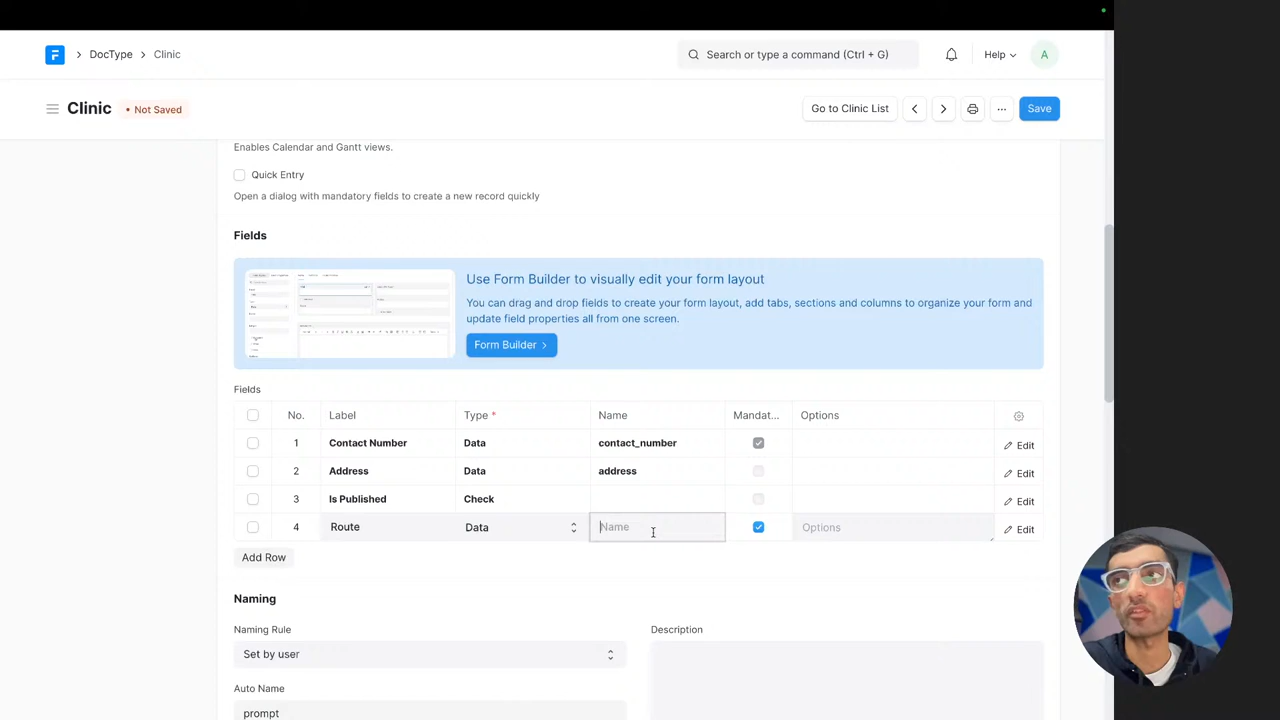 F > DocType > Clinic Search or type a command (Ctrl + G) Help A
Clinic • Not Saved Go to Clinic List ... Save
Enables Calendar and Gantt views.
Quick Entry
Open a dialog with mandatory fields to create a new record quickly
Fields
Use Form Builder to visually edit your form layout
You can drag and drop fields to create your form layout, add tabs, sections and columns to organize your form and
update field properties all from one screen.
Form Builder >
Fields
No. Label Type * Name Mandat... Options
1 Contact Number Data contact_number Edit
2 Address Data address Edit
3 Is Published Check Edit
4 Route Data Name Options Edit
Add Row
Naming
Naming Rule Description
Set by user
Auto Name
prompt